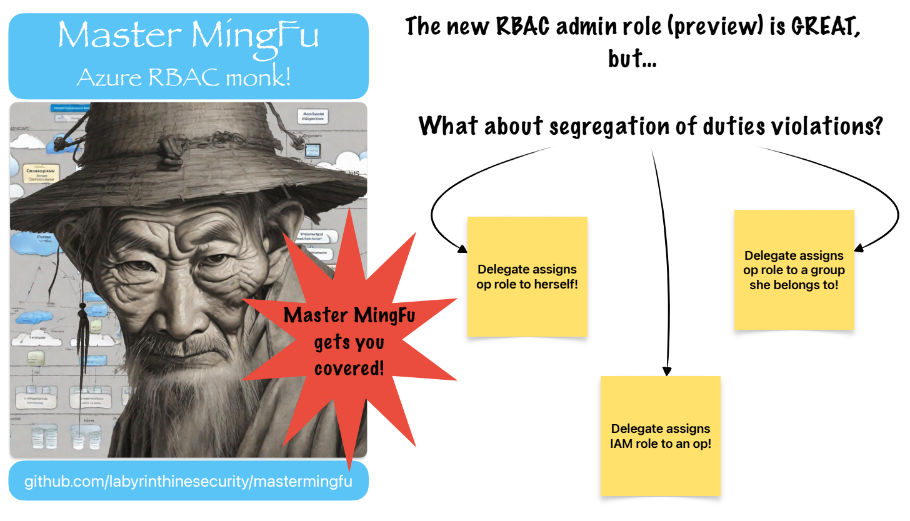 Master MingFu
Azure RBAC monk!
The new RBAC admin role (preview) is GREAT,
but...
What about segregation of duties violations?
Delegate assigns
op role to herself!
Delegate assigns
op role to a group
she belongs to!
Master MingFu
gets you
covered!
Delegate assigns
IAM role to an op!
github.com/labyrinthinesecurity/mastermingfu